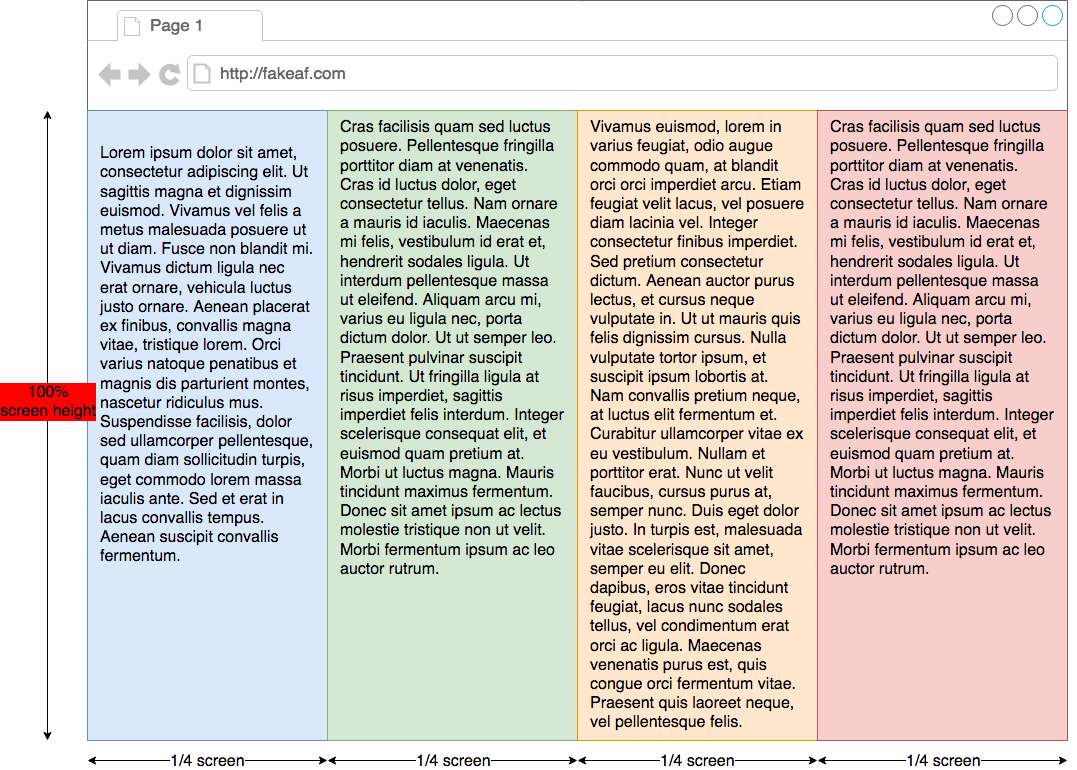 Page 1
http://fakeaf.com
100%
screen height
Lorem ipsum dolor sit amet,
consectetur adipiscing elit. Ut
sagittis magna et dignissim
euismod. Vivamus vel felis a
metus malesuada posuere ut
ut diam. Fusce non blandit mi.
Vivamus dictum ligula nec
erat ornare, vehicula luctus
justo ornare. Aenean placerat
ex finibus, convallis magna
vitae, tristique lorem. Orci
varius natoque penatibus et
magnis dis parturient montes,
nascetur ridiculus mus.
Suspendisse facilisis, dolor
sed ullamcorper pellentesque,
quam diam sollicitudin turpis,
eget commodo lorem massa
iaculis ante. Sed et erat in
lacus convallis tempus.
Aenean suscipit convallis
fermentum.
Cras facilisis quam sed luctus
posuere. Pellentesque fringilla
porttitor diam at venenatis.
Cras id luctus dolor, eget
consectetur tellus. Nam ornare
a mauris id iaculis. Maecenas
mi felis, vestibulum id erat et,
hendrerit sodales ligula. Ut
interdum pellentesque massa
ut eleifend. Aliquam arcu mi,
varius eu ligula nec, porta
dictum dolor. Ut ut semper leo.
Praesent pulvinar suscipit
tincidunt. Ut fringilla ligula at
risus imperdiet, sagittis
imperdiet felis interdum. Integer
scelerisque consequat elit, et
euismod quam pretium at.
Morbi ut luctus magna. Mauris
tincidunt maximus fermentum.
Donec sit amet ipsum ac lectus
molestie tristique non ut velit.
Morbi fermentum ipsum ac leo
auctor rutrum.
Vivamus euismod, lorem in
varius feugiat, odio augue
commodo quam, at blandit
orci orci imperdiet arcu. Etiam
feugiat velit lacus, vel posuere
diam lacinia vel. Integer
consectetur finibus imperdiet.
Sed pretium consectetur
dictum. Aenean auctor purus
lectus, et cursus neque
vulputate in. Ut ut mauris quis
felis dignissim cursus. Nulla
vulputate tortor ipsum, et
suscipit ipsum lobortis at.
Nam convallis pretium neque,
at luctus elit fermentum et.
Curabitur ullamcorper vitae ex
eu vestibulum. Nullam et
porttitor erat. Nunc ut velit
faucibus, cursus purus at,
semper nunc. Duis eget dolor
justo. In turpis est, malesuada
vitae scelerisque sit amet,
semper eu elit. Donec
dapibus, eros vitae tincidunt
feugiat, lacus nunc sodales
tellus, vel condimentum erat
orci ac ligula. Maecenas
venenatis purus est, quis
congue orci fermentum vitae.
Praesent quis laoreet neque,
vel pellentesque felis.
Cras facilisis quam sed luctus
posuere. Pellentesque fringilla
porttitor diam at venenatis.
Cras id luctus dolor, eget
consectetur tellus. Nam ornare
a mauris id iaculis. Maecenas
mi felis, vestibulum id erat et,
hendrerit sodales ligula. Ut
interdum pellentesque massa
ut eleifend. Aliquam arcu mi,
varius eu ligula nec, porta
dictum dolor. Ut ut semper leo.
Praesent pulvinar suscipit
tincidunt. Ut fringilla ligula at
risus imperdiet, sagittis
imperdiet felis interdum. Integer
scelerisque consequat elit, et
euismod quam pretium at.
Morbi ut luctus magna. Mauris
tincidunt maximus fermentum.
Donec sit amet ipsum ac lectus
molestie tristique non ut velit.
Morbi fermentum ipsum ac leo
auctor rutrum.
1/4 screen
1/4 screen
1/4 screen
1/4 screen